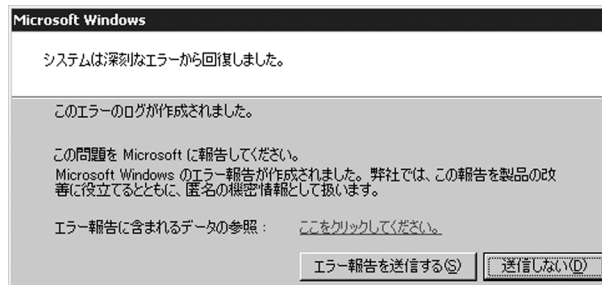 Microsoft Windows
システムは深刻なエラーから回復しました。
このエラーのログが作成されました。
この問題を Microsoft に報告してください。
Microsoft Windows のエラー報告が作成されました。弊社では、この報告を製品の改
善に役立てるとともに、匿名の機密情報として扱います。
エラー報告に含まれるデータの参照： ここをクリックしてください。
エラー報告を送信する(S) 送信しない(D)